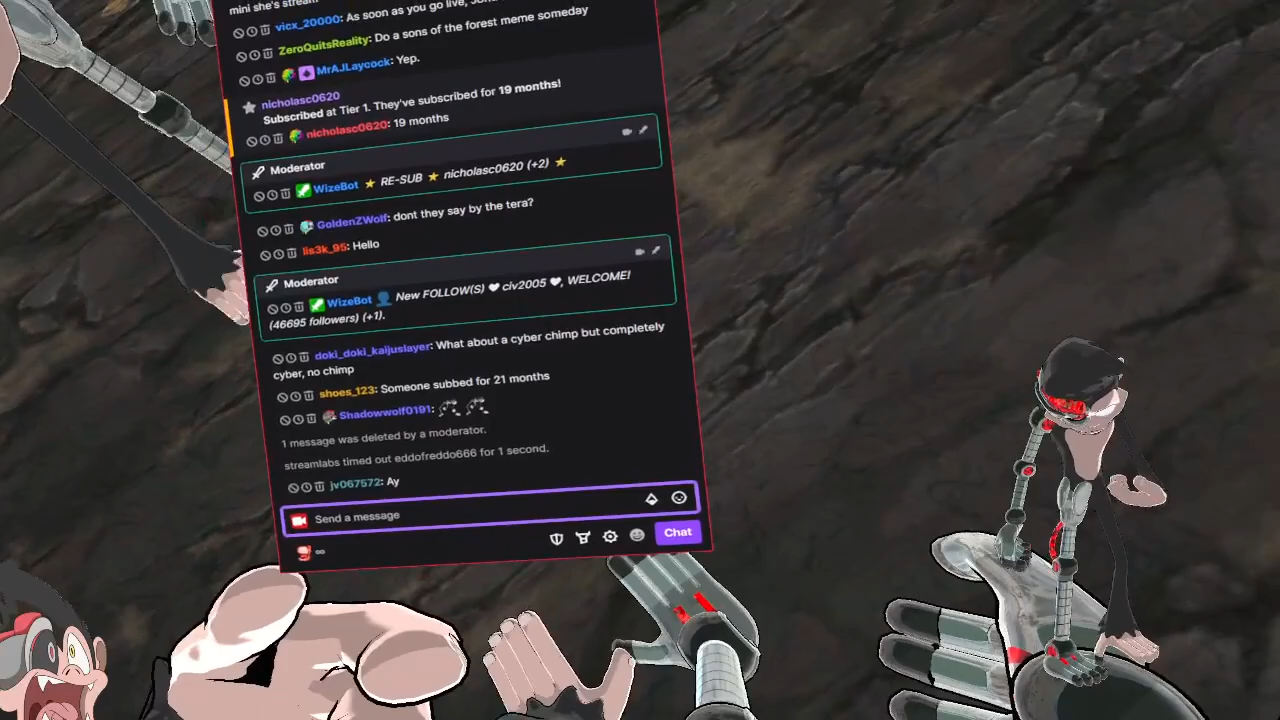 mini she's stream
vicx_20000: As soon as you go live,
ZeroQuitsReality: Do a sons of the forest meme someday
MrAJLaycock: Yep.
nicholasc0620
Subscribed at Tier 1. They've subscribed for 19 months!
nicholasc0620: 19 months
Moderator
WizeBot ⭐ RE-SUB ⭐ nicholasc0620 (+2) ⭐
GoldenZWolf: dont they say by the tera?
lis3k_95: Hello
Moderator
WizeBot 👤 New FOLLOW(S) ❤ civ2005 ❤, WELCOME!
(46695 followers) (+1).
doki_doki_kaijuslayer: What about a cyber chimp but completely
cyber, no chimp
shoes_123: Someone subbed for 21 months
Shadowwolf0191:
1 message was deleted by a moderator.
streamlabs timed out eddofreddo666 for 1 second.
jv067572: Ay
Send a message
∞
Chat